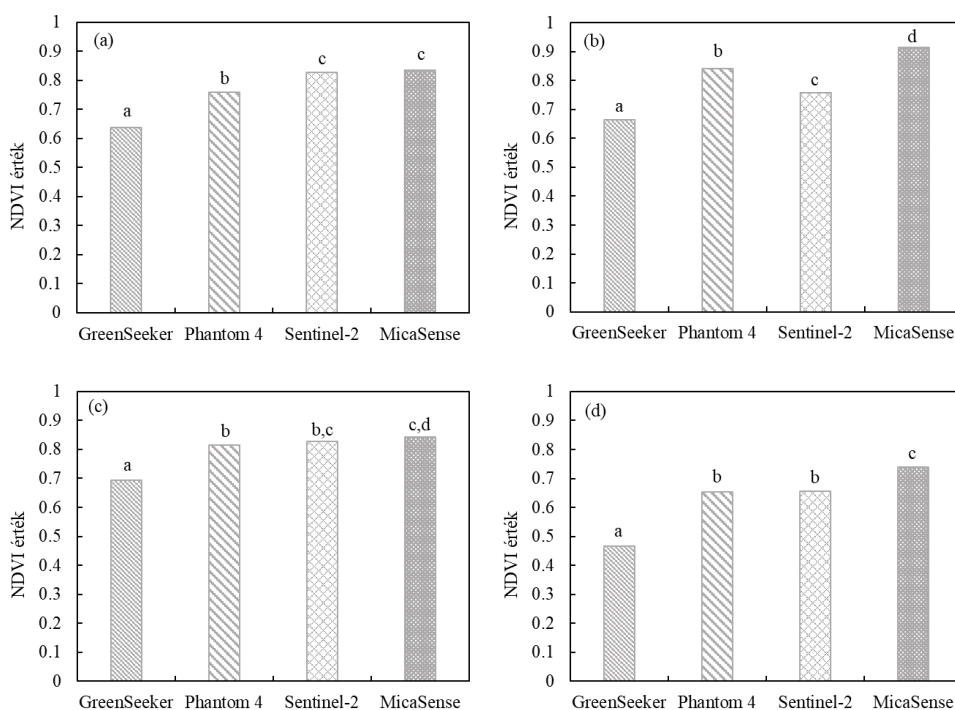 (a)
NDVI érték
1
0.9
0.8
0.7
0.6
0.5
0.4
0.3
0.2
0.1
0
a
b
c
c
GreenSeeker Phantom 4 Sentinel-2 MicaSense
(b)
NDVI érték
1
0.9
0.8
0.7
0.6
0.5
0.4
0.3
0.2
0.1
0
a
b
c
d
GreenSeeker Phantom 4 Sentinel-2 MicaSense
(c)
NDVI érték
1
0.9
0.8
0.7
0.6
0.5
0.4
0.3
0.2
0.1
0
a
b
b,c
c,d
GreenSeeker Phantom 4 Sentinel-2 MicaSense
(d)
NDVI érték
1
0.9
0.8
0.7
0.6
0.5
0.4
0.3
0.2
0.1
0
a
b
b
c
GreenSeeker Phantom 4 Sentinel-2 MicaSense